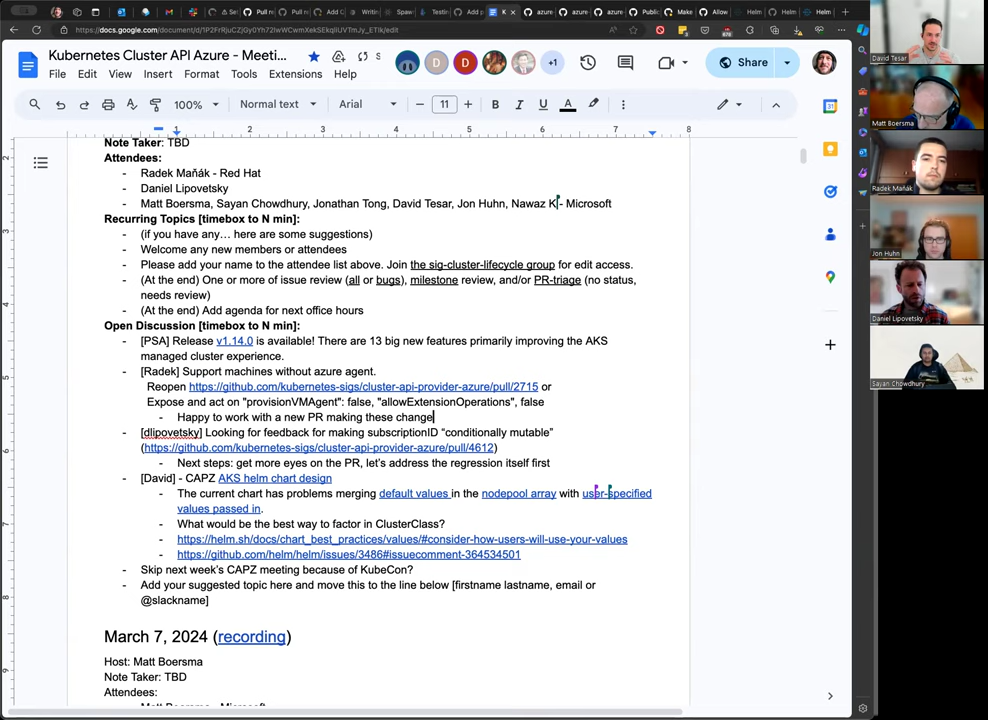 https://docs.google.com/document/d/1P2FrRjuCZjGy0Yh72lwWCwmXekSEkqIlUVTmJy_EtIk/edit
Kubernetes Cluster API Azure - Meeti...
File Edit View Insert Format Tools Extensions Help
+1
Share
100% Normal text Arial 11 B I U A
1 2 3 4 5 6 7 8
Note Taker: TBD
Attendees:
- Radek Maňák - Red Hat
- Daniel Lipovetsky
- Matt Boersma, Sayan Chowdhury, Jonathan Tong, David Tesar, Jon Huhn, Nawaz K - Microsoft
Recurring Topics [timebox to N min]:
- (if you have any… here are some suggestions)
- Welcome any new members or attendees
- Please add your name to the attendee list above. Join the sig-cluster-lifecycle group for edit access.
- (At the end) One or more of issue review (all or bugs), milestone review, and/or PR-triage (no status,
needs review)
- (At the end) Add agenda for next office hours
Open Discussion [timebox to N min]:
- [PSA] Release v1.14.0 is available! There are 13 big new features primarily improving the AKS
managed cluster experience.
- [Radek] Support machines without azure agent.
Reopen https://github.com/kubernetes-sigs/cluster-api-provider-azure/pull/2715 or
Expose and act on "provisionVMAgent": false, "allowExtensionOperations", false
- Happy to work with a new PR making these change
- [dlipovetsky] Looking for feedback for making subscriptionID “conditionally mutable”
(https://github.com/kubernetes-sigs/cluster-api-provider-azure/pull/4612)
- Next steps: get more eyes on the PR, let’s address the regression itself first
- [David] - CAPZ AKS helm chart design
- The current chart has problems merging default values in the nodepool array with user-specified
values passed in.
- What would be the best way to factor in ClusterClass?
- https://helm.sh/docs/chart_best_practices/values/#consider-how-users-will-use-your-values
- https://github.com/helm/helm/issues/3486#issuecomment-364534501
- Skip next week’s CAPZ meeting because of KubeCon?
- Add your suggested topic here and move this to the line below [firstname lastname, email or
@slackname]
March 7, 2024 (recording)
Host: Matt Boersma
Note Taker: TBD
Attendees:
David Tesar
Matt Boersma
Radek Maňák
Jon Huhn
Daniel Lipovetsky
Sayan Chowdhury